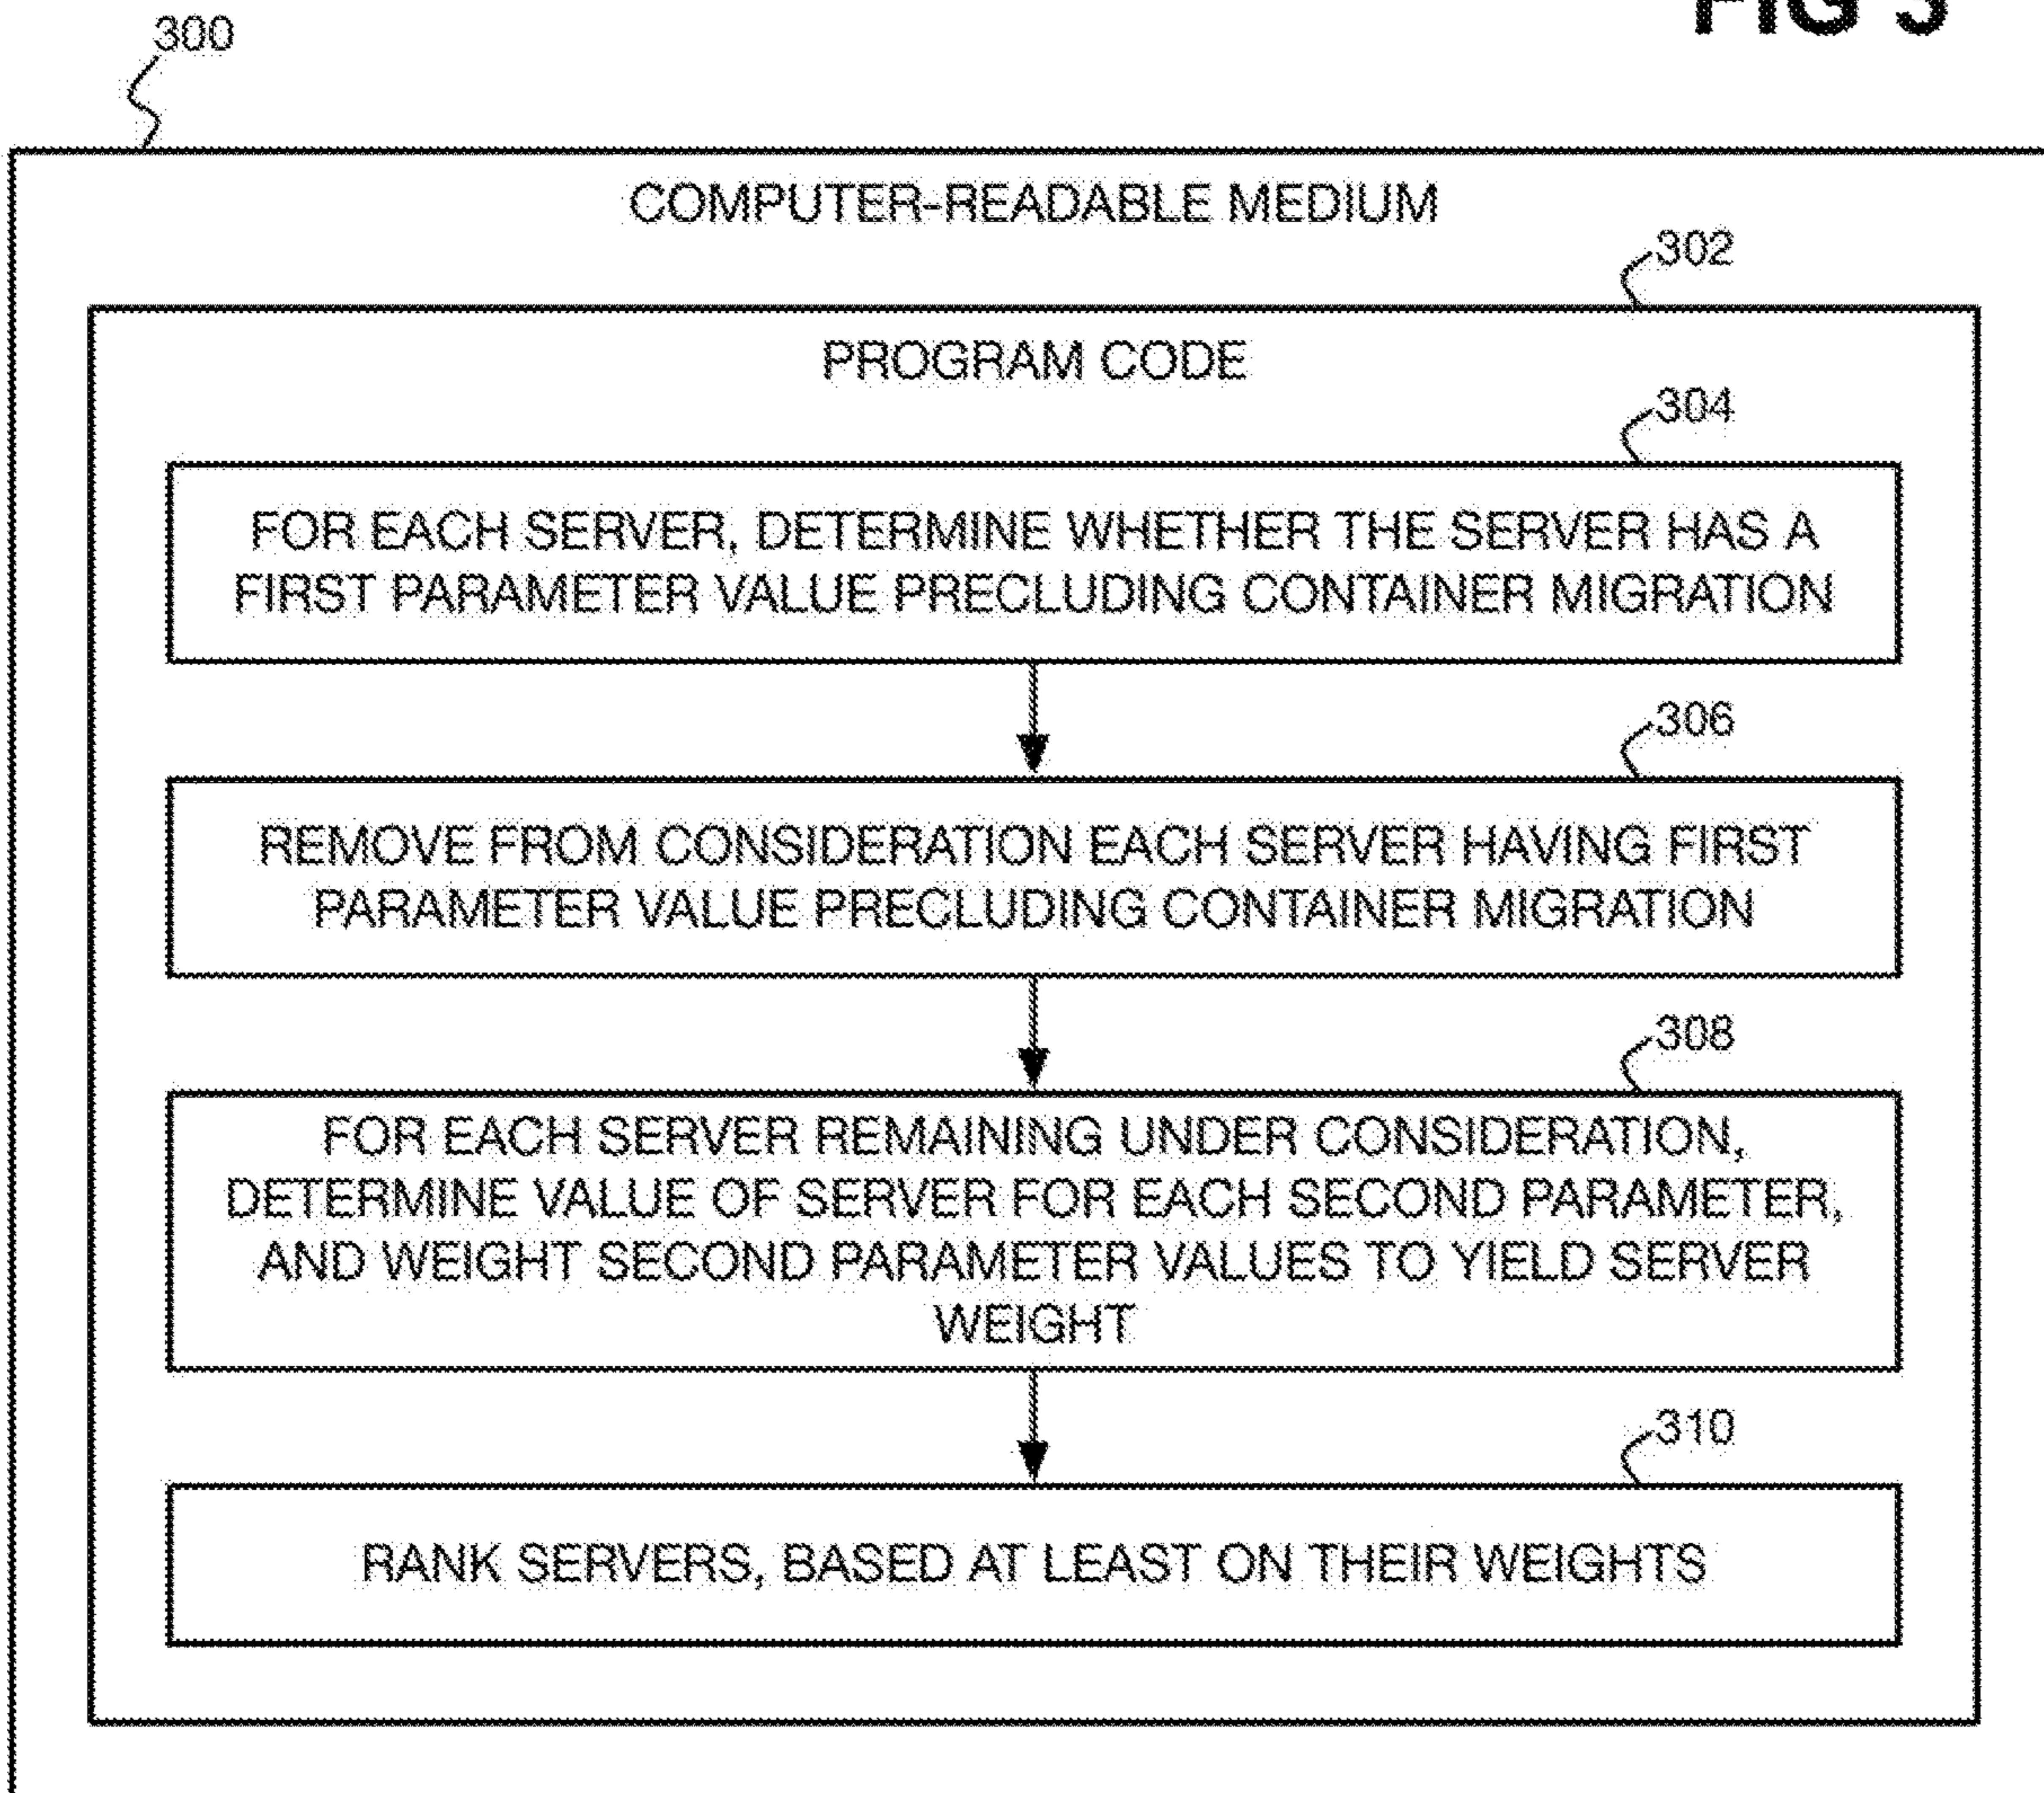 FIG 3
300
COMPUTER-READABLE MEDIUM
302
PROGRAM CODE
304
FOR EACH SERVER, DETERMINE WHETHER THE SERVER HAS A
FIRST PARAMETER VALUE PRECLUDING CONTAINER MIGRATION
306
REMOVE FROM CONSIDERATION EACH SERVER HAVING FIRST
PARAMETER VALUE PRECLUDING CONTAINER MIGRATION
308
FOR EACH SERVER REMAINING UNDER CONSIDERATION,
DETERMINE VALUE OF SERVER FOR EACH SECOND PARAMETER,
AND WEIGHT SECOND PARAMETER VALUES TO YIELD SERVER
WEIGHT
310
RANK SERVERS, BASED AT LEAST ON THEIR WEIGHTS